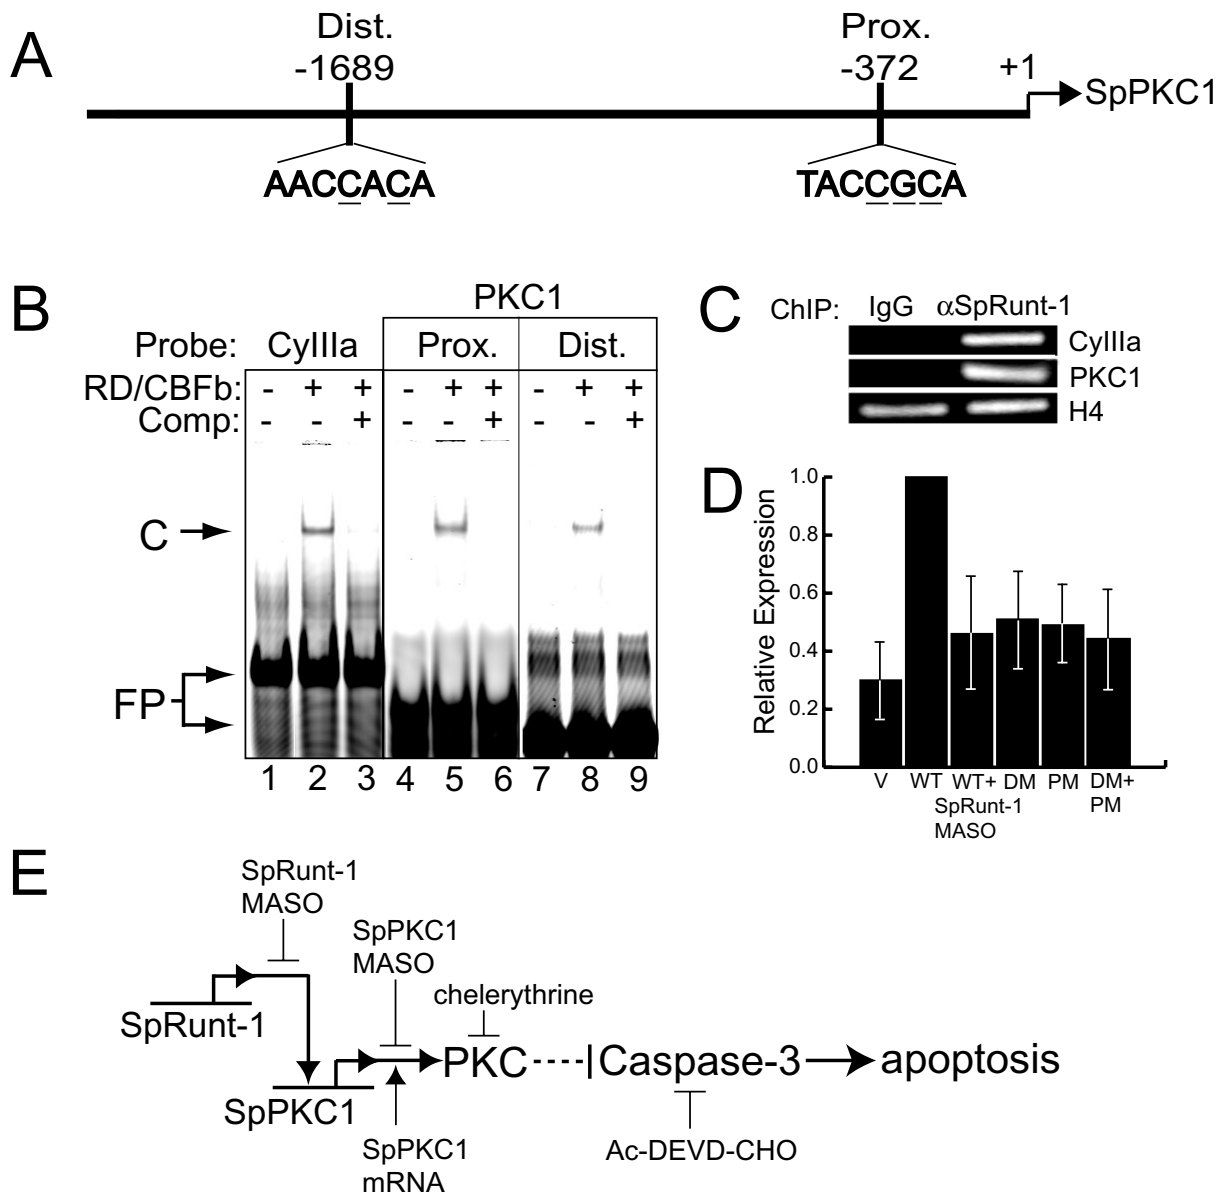 A
Dist.
-1689
Prox.
-372
+1
SpPKC1
AACCACA
TACCGCA
B
PKC1
Probe: CyIIIa Prox. Dist.
RD/CBFb: - + + - + + - + +
Comp: - - + - - + - - +
C
FP
1 2 3 4 5 6 7 8 9
C
ChIP: IgG αSpRunt-1
CyIIIa
PKC1
H4
D
Relative Expression
1.0
0.8
0.6
0.4
0.2
0.0
V WT WT+ DM PM DM+
SpRunt-1 PM
MASO
E
SpRunt-1
MASO
SpPKC1
MASO
chelerythrine
SpRunt-1
PKC Caspase-3 apoptosis
SpPKC1
SpPKC1
mRNA
Ac-DEVD-CHO